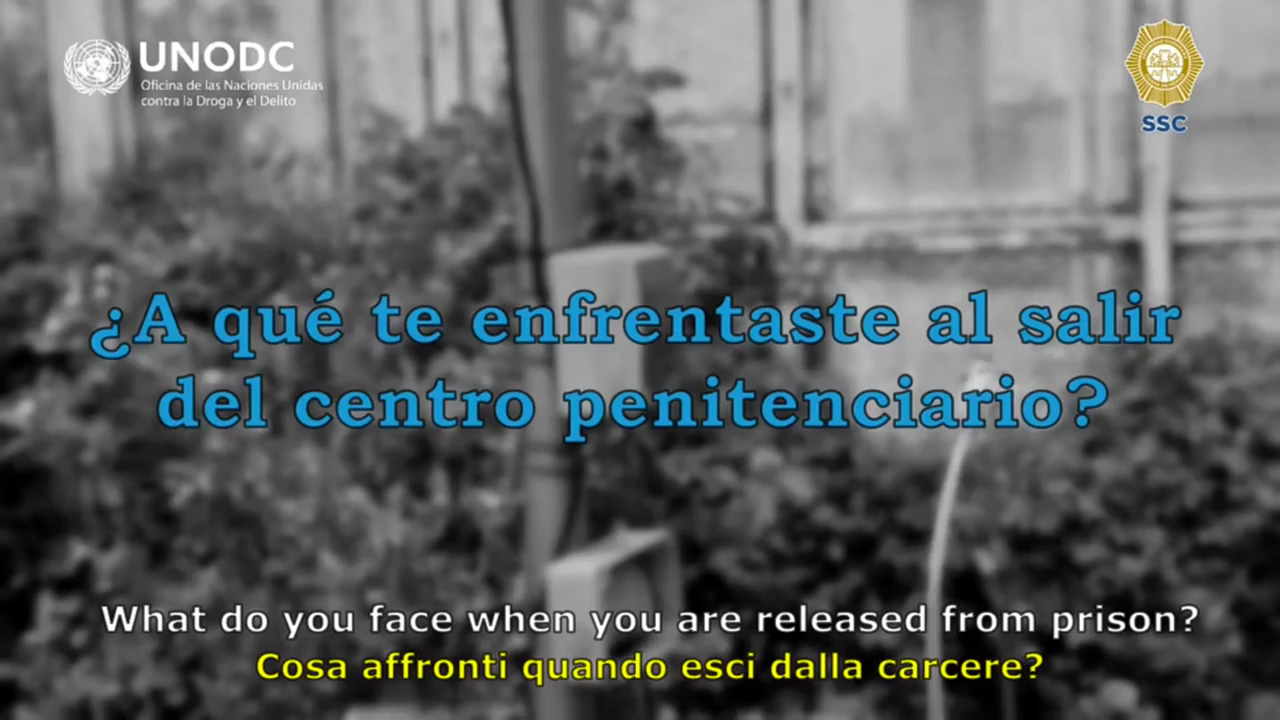 UNODC
Oficina de las Naciones Unidas
contra la Droga y el Delito
SSC
¿A qué te enfrentaste al salir
del centro penitenciario?
What do you face when you are released from prison?
Cosa affronti quando esci dalla carcere?